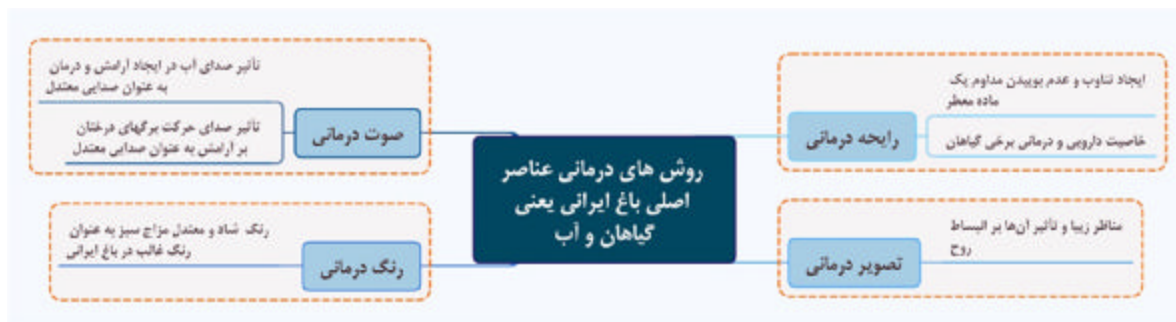 روش های درمانی عناصر
اصلی باغ ایرانی یعنی
گیاهان و آب
رایحه درمانی
ایجاد تناوب و عدم بوییدن مداوم یک
ماده معطر
خاصیت دارویی و درمانی برخی گیاهان
تصویر درمانی
مناظر زیبا و تأثیر آن‌ها بر انبساط
روح
صوت درمانی
تأثیر صدای آب در ایجاد آرامش و درمان
به عنوان صدایی معتدل
تأثیر صدای حرکت برگهای درختان
بر آرامش به عنوان صدایی معتدل
رنگ درمانی
رنگ شاد و معتدل مزاج سبز به عنوان
رنگ غالب در باغ ایرانی